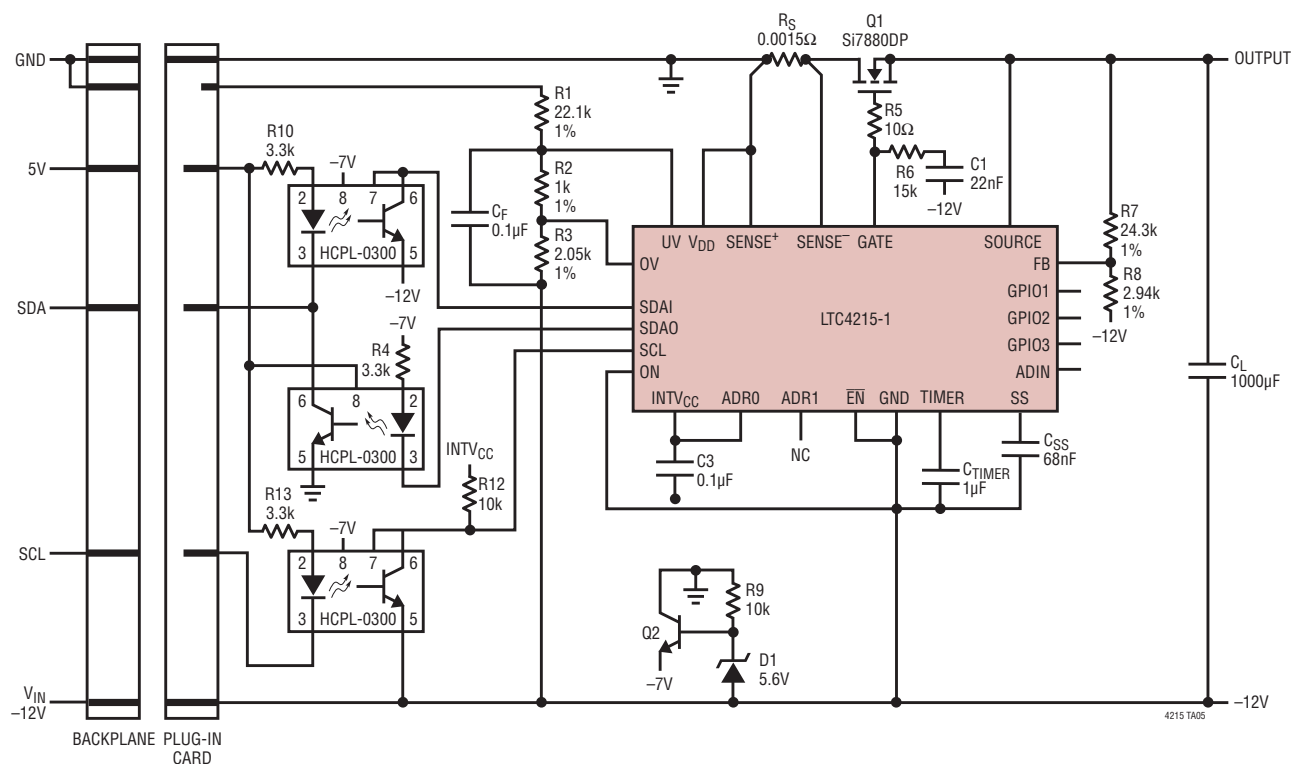 GND
5V
SDA
SCL
V_IN
–12V
BACKPLANE
PLUG-IN
CARD
R10
3.3k
–7V
2
8
7
6
3
HCPL-0300
5
–12V
–7V
R4
3.3k
6
8
2
5
HCPL-0300
3
R13
3.3k
–7V
2
8
7
6
3
HCPL-0300
5
INTV_CC
R12
10k
C_F
0.1µF
R1
22.1k
1%
R2
1k
1%
R3
2.05k
1%
R_S
0.0015Ω
Q1
Si7880DP
R5
10Ω
R6
15k
C1
22nF
–12V
OUTPUT
R7
24.3k
1%
R8
2.94k
1%
–12V
C_L
1000µF
UV
V_DD
SENSE⁺
SENSE⁻
GATE
SOURCE
OV
FB
GPIO1
SDAI
GPIO2
SDAO
LTC4215-1
SCL
GPIO3
ON
ADIN
INTV_CC
ADR0
ADR1
E̅N̅
GND
TIMER
SS
C3
0.1µF
NC
C_TIMER
1µF
C_SS
68nF
Q2
–7V
R9
10k
D1
5.6V
–12V
4215 TA05